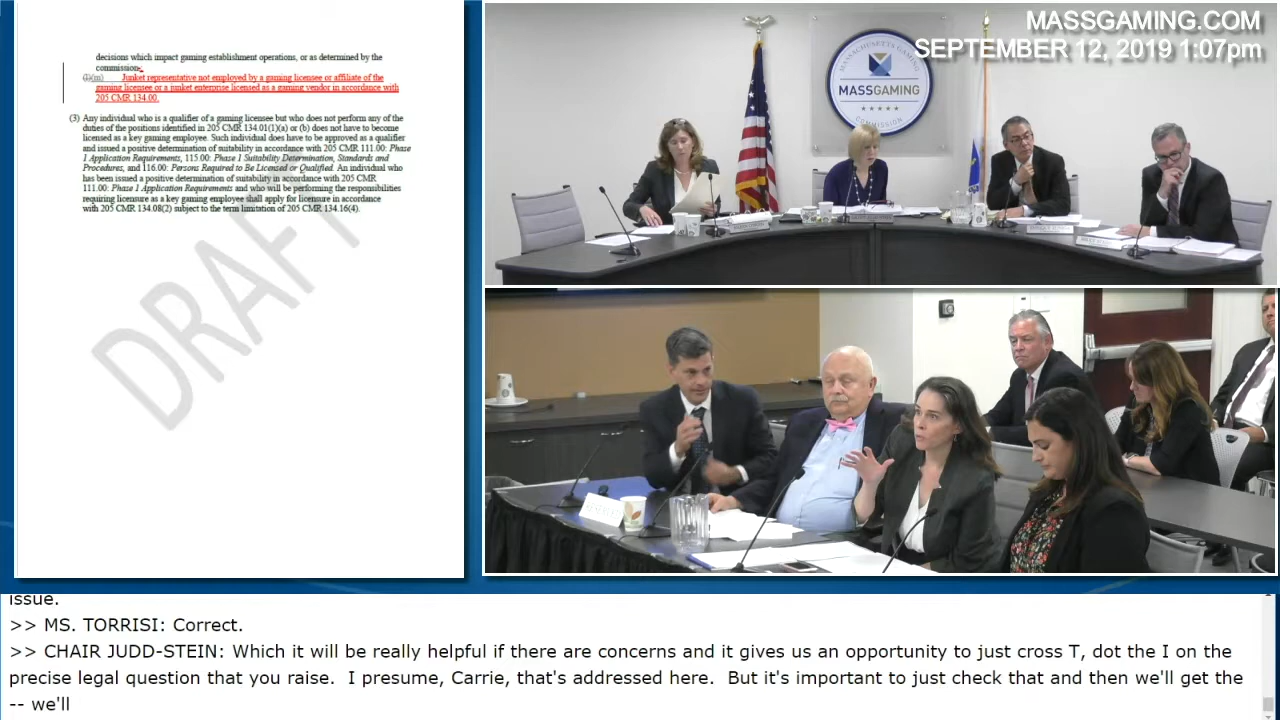 decisions which impact gaming establishment operations, or as determined by the
commission.
(l)(m) Junket representative not employed by a gaming licensee or affiliate of the
gaming licensee or a junket enterprise licensed as a gaming vendor in accordance with
205 CMR 134.00.
(3) Any individual who is a qualifier of a gaming licensee but who does not perform any of the
duties of the positions identified in 205 CMR 134.01(1)(a) or (b) does not have to become
licensed as a key gaming employee. Such individual does have to be approved as a qualifier
and issued a positive determination of suitability in accordance with 205 CMR 111.00: Phase
1 Application Requirements, 115.00: Phase 1 Suitability Determination, Standards and
Procedures, and 116.00: Persons Required to Be Licensed or Qualified. An individual who
has been issued a positive determination of suitability in accordance with 205 CMR
111.00: Phase 1 Application Requirements and who will be performing the responsibilities
requiring licensure as a key gaming employee shall apply for licensure in accordance
with 205 CMR 134.08(2) subject to the term limitation of 205 CMR 134.16(4).
DRAFT
MASSGAMING.COM
SEPTEMBER 12, 2019 1:07pm
MASSACHUSETTS GAMING
MASSGAMING
COMMISSION
issue.
>> MS. TORRISI: Correct.
>> CHAIR JUDD-STEIN: Which it will be really helpful if there are concerns and it gives us an opportunity to just cross T, dot the I on the
precise legal question that you raise. I presume, Carrie, that's addressed here. But it's important to just check that and then we'll get the
-- we'll